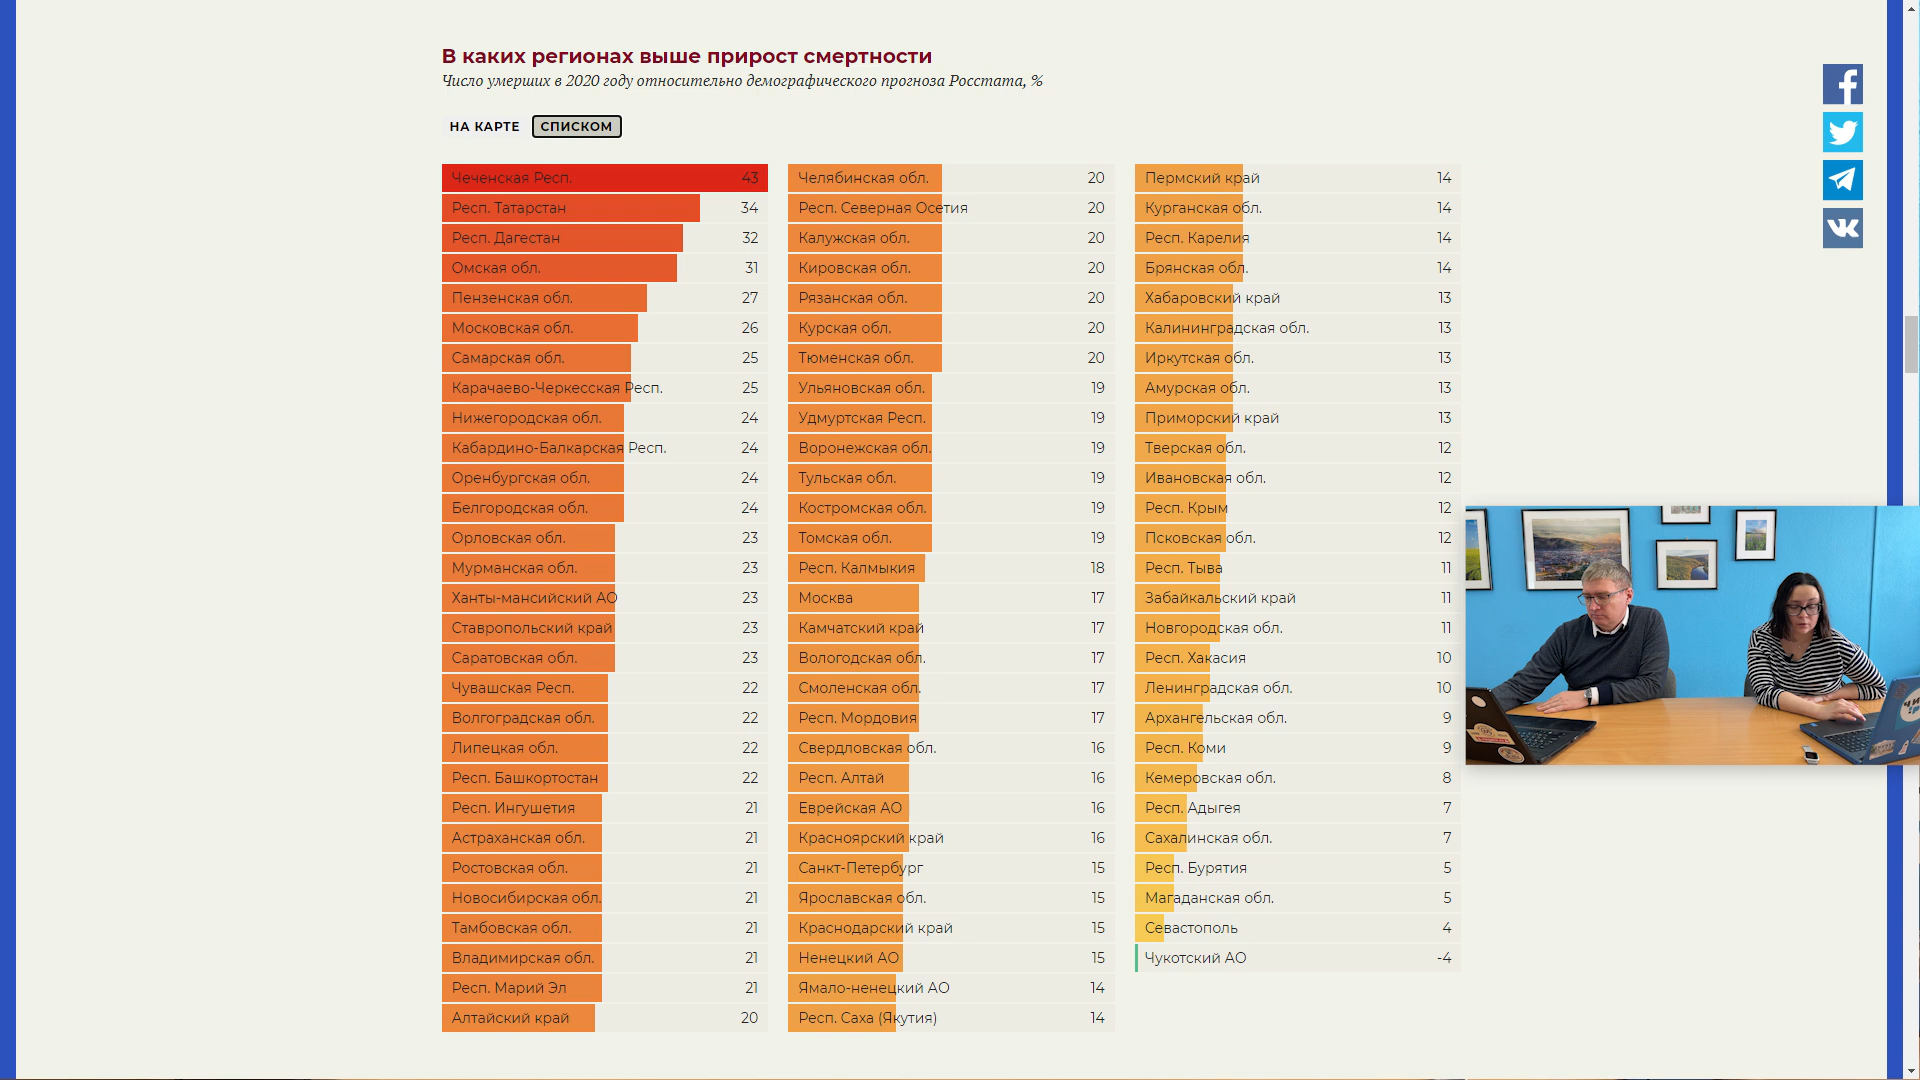 В каких регионах выше прирост смертности
Число умерших в 2020 году относительно демографического прогноза Росстата, %
НА КАРТЕ СПИСКОМ
Чеченская Респ. 43
Респ. Татарстан 34
Респ. Дагестан 32
Омская обл. 31
Пензенская обл. 27
Московская обл. 26
Самарская обл. 25
Карачаево-Черкесская Респ. 25
Нижегородская обл. 24
Кабардино-Балкарская Респ. 24
Оренбургская обл. 24
Белгородская обл. 24
Орловская обл. 23
Мурманская обл. 23
Ханты-мансийский АО 23
Ставропольский край 23
Саратовская обл. 23
Чувашская Респ. 22
Волгоградская обл. 22
Липецкая обл. 22
Респ. Башкортостан 22
Респ. Ингушетия 21
Астраханская обл. 21
Ростовская обл. 21
Новосибирская обл. 21
Тамбовская обл. 21
Владимирская обл. 21
Респ. Марий Эл 21
Алтайский край 20
Челябинская обл. 20
Респ. Северная Осетия 20
Калужская обл. 20
Кировская обл. 20
Рязанская обл. 20
Курская обл. 20
Тюменская обл. 20
Ульяновская обл. 19
Удмуртская Респ. 19
Воронежская обл. 19
Тульская обл. 19
Костромская обл. 19
Томская обл. 19
Респ. Калмыкия 18
Москва 17
Камчатский край 17
Вологодская обл. 17
Смоленская обл. 17
Респ. Мордовия 17
Свердловская обл. 16
Респ. Алтай 16
Еврейская АО 16
Красноярский край 16
Санкт-Петербург 15
Ярославская обл. 15
Краснодарский край 15
Ненецкий АО 15
Ямало-ненецкий АО 14
Респ. Саха (Якутия) 14
Пермский край 14
Курганская обл. 14
Респ. Карелия 14
Брянская обл. 14
Хабаровский край 13
Калининградская обл. 13
Иркутская обл. 13
Амурская обл. 13
Приморский край 13
Тверская обл. 12
Ивановская обл. 12
Респ. Крым 12
Псковская обл. 12
Респ. Тыва 11
Забайкальский край 11
Новгородская обл. 11
Респ. Хакасия 10
Ленинградская обл. 10
Архангельская обл. 9
Респ. Коми 9
Кемеровская обл. 8
Респ. Адыгея 7
Сахалинская обл. 7
Респ. Бурятия 5
Магаданская обл. 5
Севастополь 4
Чукотский АО -4